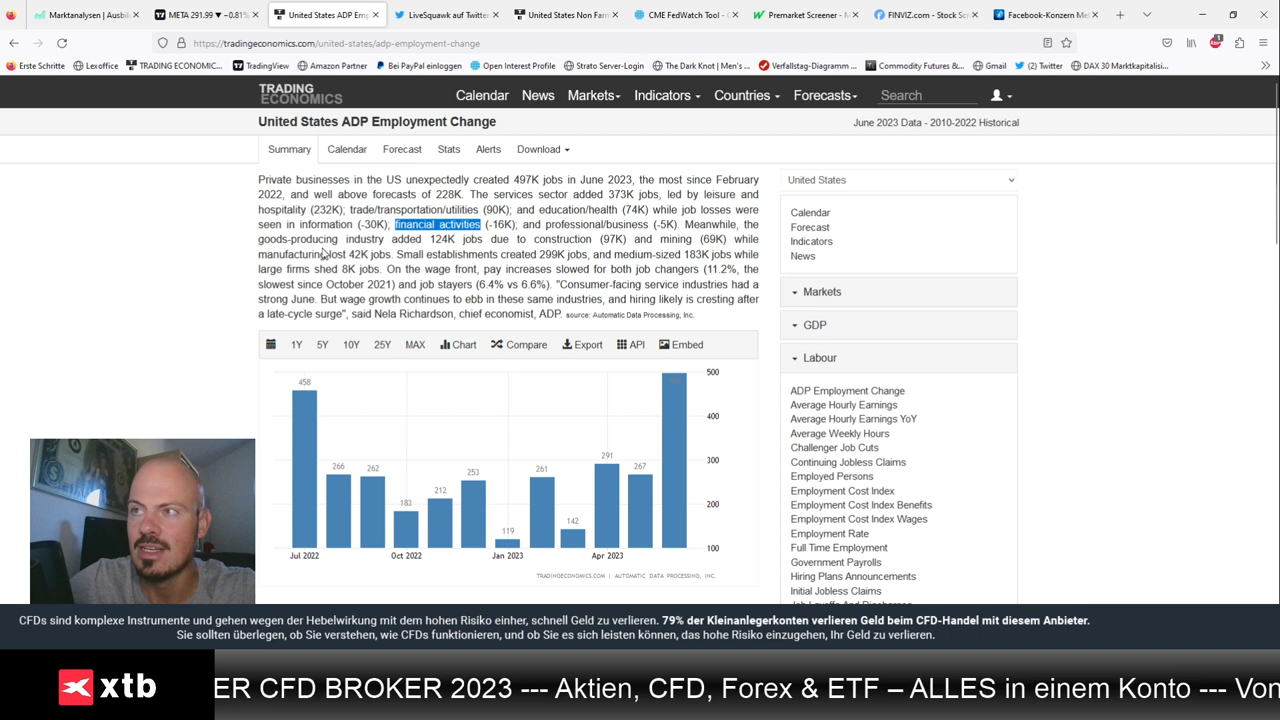 Marktanalysen | Ausbil
META 291.99 ▼ −0.81%
United States ADP Emp
LiveSquawk auf Twitter
United States Non Farm
CME FedWatch Tool - C
Premarket Screener - M
FINVIZ.com - Stock Scr
Facebook-Konzern Met
https://tradingeconomics.com/united-states/adp-employment-change
Erste Schritte
Lexoffice
TRADING ECONOMIC...
TradingView
Amazon Partner
Bei PayPal einloggen
Open Interest Profile
Strato Server-Login
The Dark Knot | Men's ...
Verfallstag-Diagramm ...
Commodity Futures &...
Gmail
(2) Twitter
DAX 30 Marktkapitalisi...
TRADING
ECONOMICS
Calendar News Markets Indicators Countries Forecasts Search
United States ADP Employment Change
June 2023 Data - 2010-2022 Historical
Summary Calendar Forecast Stats Alerts Download
Private businesses in the US unexpectedly created 497K jobs in June 2023, the most since February
2022, and well above forecasts of 228K. The services sector added 373K jobs, led by leisure and
hospitality (232K); trade/transportation/utilities (90K); and education/health (74K) while job losses were
seen in information (-30K); financial activities (-16K); and professional/business (-5K). Meanwhile, the
goods-producing industry added 124K jobs due to construction (97K) and mining (69K) while
manufacturing lost 42K jobs. Small establishments created 299K jobs, and medium-sized 183K jobs while
large firms shed 8K jobs. On the wage front, pay increases slowed for both job changers (11.2%, the
slowest since October 2021) and job stayers (6.4% vs 6.6%). "Consumer-facing service industries had a
strong June. But wage growth continues to ebb in these same industries, and hiring likely is cresting after
a late-cycle surge", said Nela Richardson, chief economist, ADP. source: Automatic Data Processing, Inc.
1Y 5Y 10Y 25Y MAX Chart Compare Export API Embed
500
400
300
200
100
458
266
262
183
212
253
119
261
142
291
267
Jul 2022 Oct 2022 Jan 2023 Apr 2023
TRADINGECONOMICS.COM | AUTOMATIC DATA PROCESSING, INC.
United States
Calendar
Forecast
Indicators
News
Markets
GDP
Labour
ADP Employment Change
Average Hourly Earnings
Average Hourly Earnings YoY
Average Weekly Hours
Challenger Job Cuts
Continuing Jobless Claims
Employed Persons
Employment Cost Index
Employment Cost Index Benefits
Employment Cost Index Wages
Employment Rate
Full Time Employment
Government Payrolls
Hiring Plans Announcements
Initial Jobless Claims
CFDs sind komplexe Instrumente und gehen wegen der Hebelwirkung mit dem hohen Risiko einher, schnell Geld zu verlieren. 79% der Kleinanlegerkonten verlieren Geld beim CFD-Handel mit diesem Anbieter.
Sie sollten überlegen, ob Sie verstehen, wie CFDs funktionieren, und ob Sie es sich leisten können, das hohe Risiko einzugehen, Ihr Geld zu verlieren.
xtb
ER CFD BROKER 2023 --- Aktien, CFD, Forex & ETF – ALLES in einem Konto --- Von